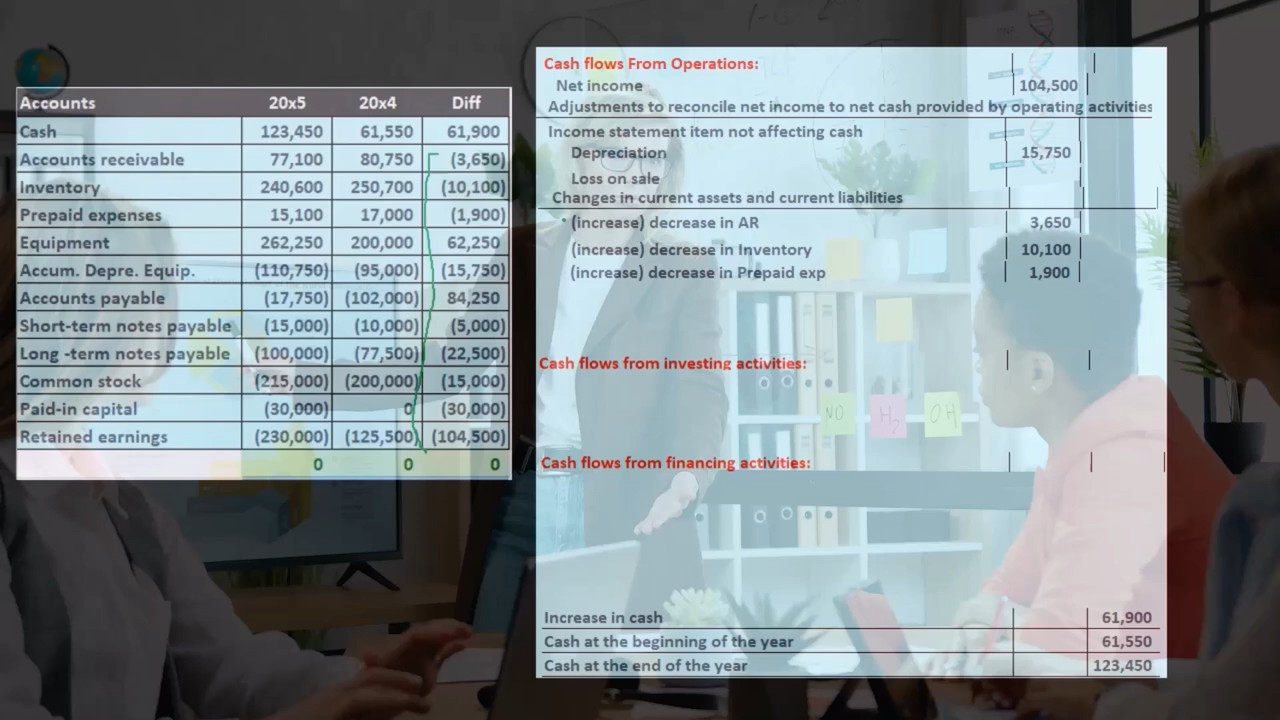 Accounts 20x5 20x4 Diff
Cash 123,450 61,550 61,900
Accounts receivable 77,100 80,750 (3,650)
Inventory 240,600 250,700 (10,100)
Prepaid expenses 15,100 17,000 (1,900)
Equipment 262,250 200,000 62,250
Accum. Depre. Equip. (110,750) (95,000) (15,750)
Accounts payable (17,750) (102,000) 84,250
Short-term notes payable (15,000) (10,000) (5,000)
Long -term notes payable (100,000) (77,500) (22,500)
Common stock (215,000) (200,000) (15,000)
Paid-in capital (30,000) 0 (30,000)
Retained earnings (230,000) (125,500) (104,500)
0 0 0
Cash flows From Operations:
Net income 104,500
Adjustments to reconcile net income to net cash provided by operating activities
Income statement item not affecting cash
Depreciation 15,750
Loss on sale
Changes in current assets and current liabilities
(increase) decrease in AR 3,650
(increase) decrease in Inventory 10,100
(increase) decrease in Prepaid exp 1,900
Cash flows from investing activities:
NO H2 OH
Cash flows from financing activities:
Increase in cash 61,900
Cash at the beginning of the year 61,550
Cash at the end of the year 123,450